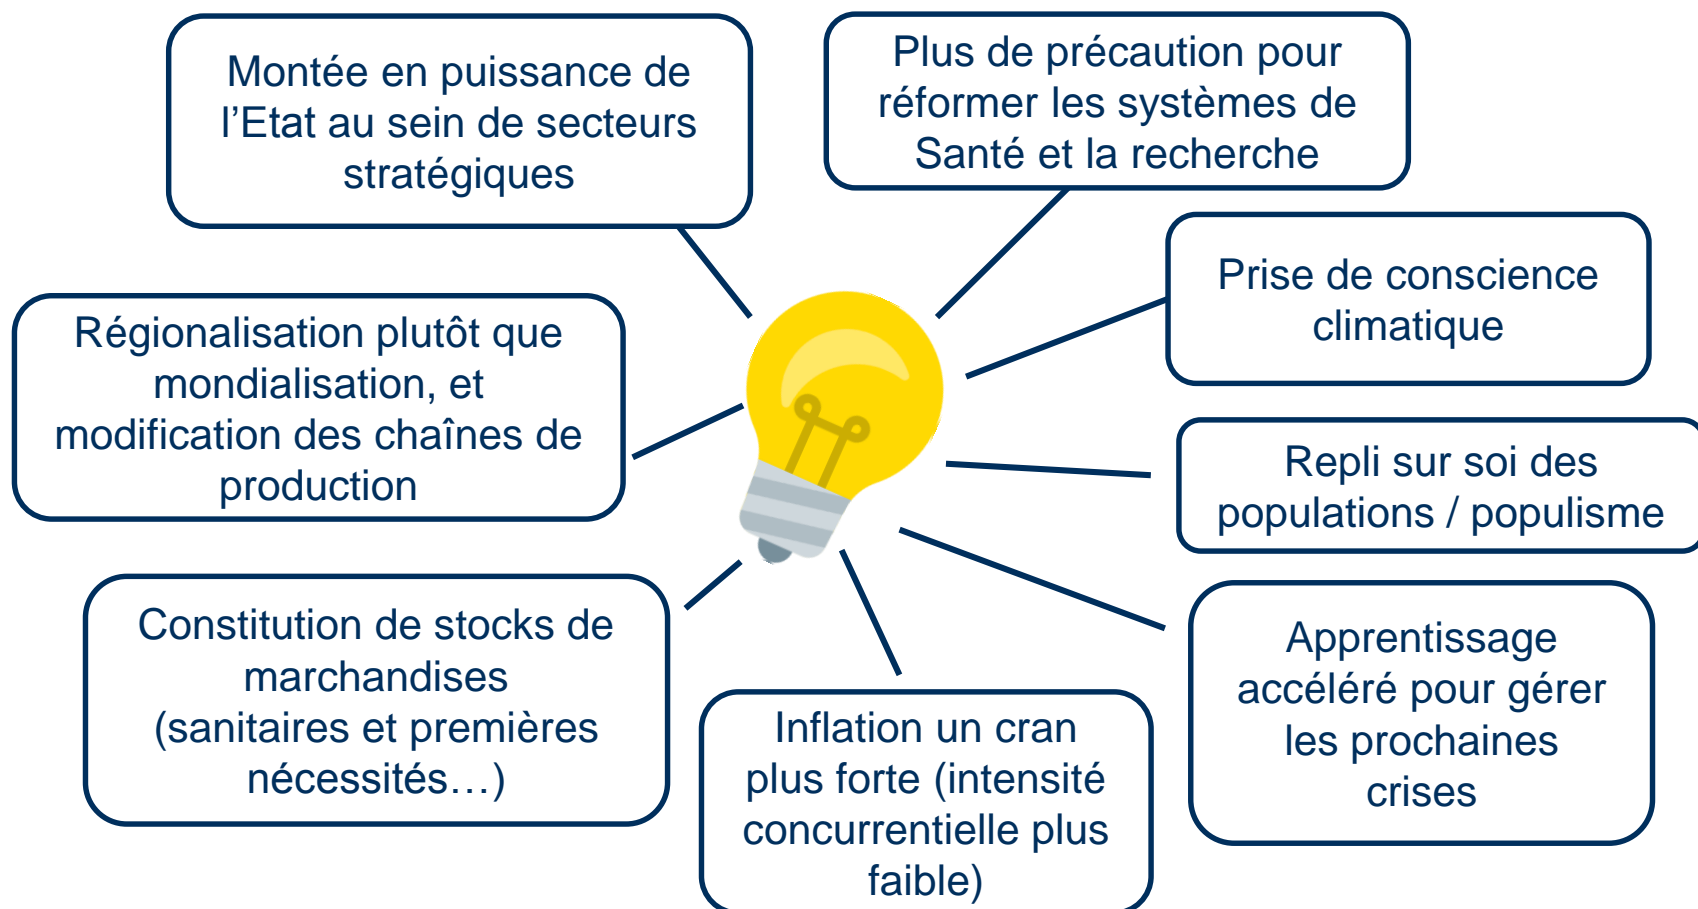 Montée en puissance de
l’Etat au sein de secteurs
stratégiques
Plus de précaution pour
réformer les systèmes de
Santé et la recherche
Prise de conscience
climatique
Régionalisation plutôt que
mondialisation, et
modification des chaînes de
production
Repli sur soi des
populations / populisme
Constitution de stocks de
marchandises
(sanitaires et premières
nécessités…)
Inflation un cran
plus forte (intensité
concurrentielle plus
faible)
Apprentissage
accéléré pour gérer
les prochaines
crises